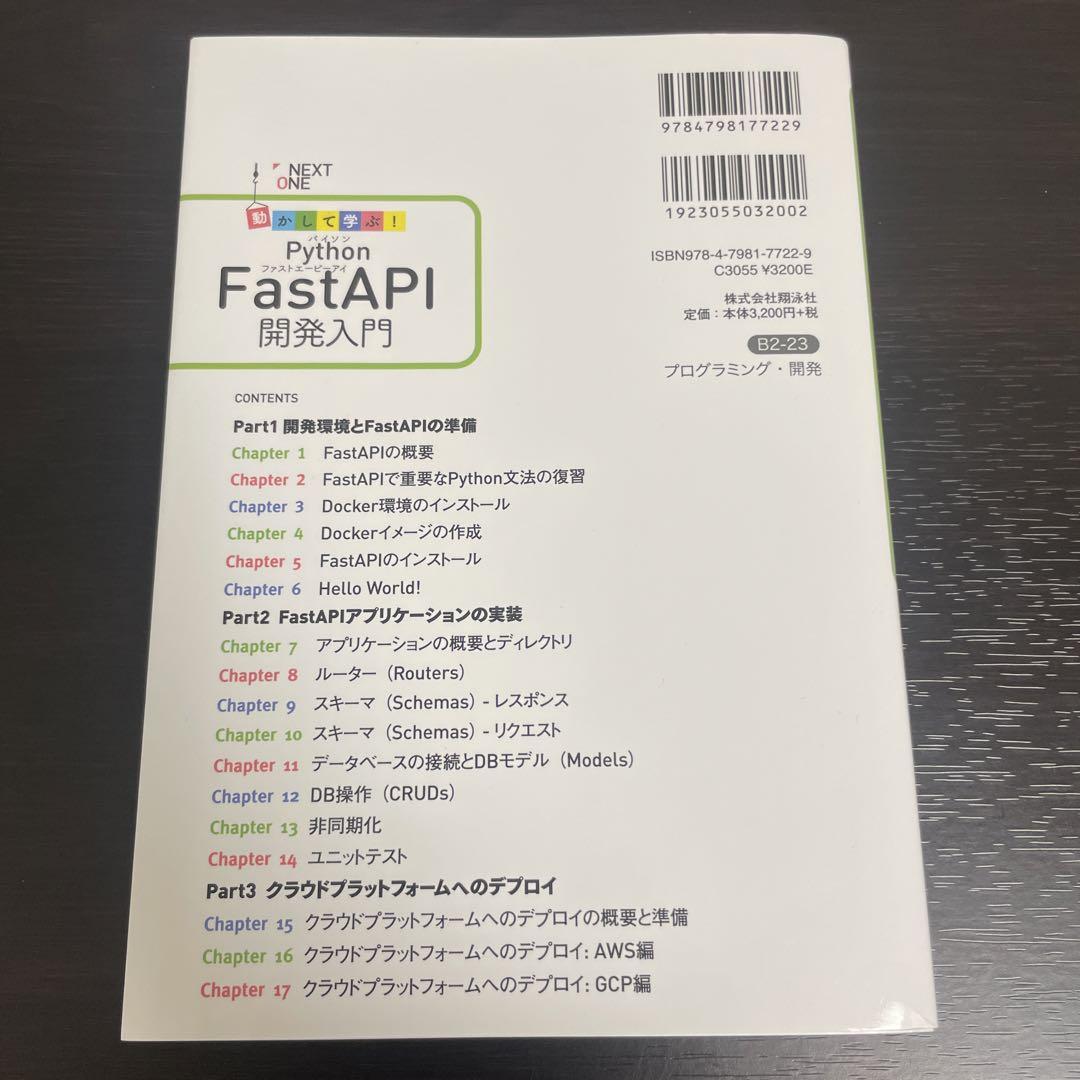 9784798177229
1923055032002
ISBN978-4-7981-7722-9
C3055 ¥3200E
株式会社翔泳社
定価：本体3,200円+税
B2-23
プログラミング・開発
NEXT
ONE
動かして学ぶ！
パイソン
Python
ファストエーピーアイ
FastAPI
開発入門
CONTENTS
Part1 開発環境とFastAPIの準備
Chapter 1 FastAPIの概要
Chapter 2 FastAPIで重要なPython文法の復習
Chapter 3 Docker環境のインストール
Chapter 4 Dockerイメージの作成
Chapter 5 FastAPIのインストール
Chapter 6 Hello World!
Part2 FastAPIアプリケーションの実装
Chapter 7 アプリケーションの概要とディレクトリ
Chapter 8 ルーター（Routers）
Chapter 9 スキーマ（Schemas）- レスポンス
Chapter 10 スキーマ（Schemas）- リクエスト
Chapter 11 データベースの接続とDBモデル（Models）
Chapter 12 DB操作（CRUDs）
Chapter 13 非同期化
Chapter 14 ユニットテスト
Part3 クラウドプラットフォームへのデプロイ
Chapter 15 クラウドプラットフォームへのデプロイの概要と準備
Chapter 16 クラウドプラットフォームへのデプロイ: AWS編
Chapter 17 クラウドプラットフォームへのデプロイ: GCP編